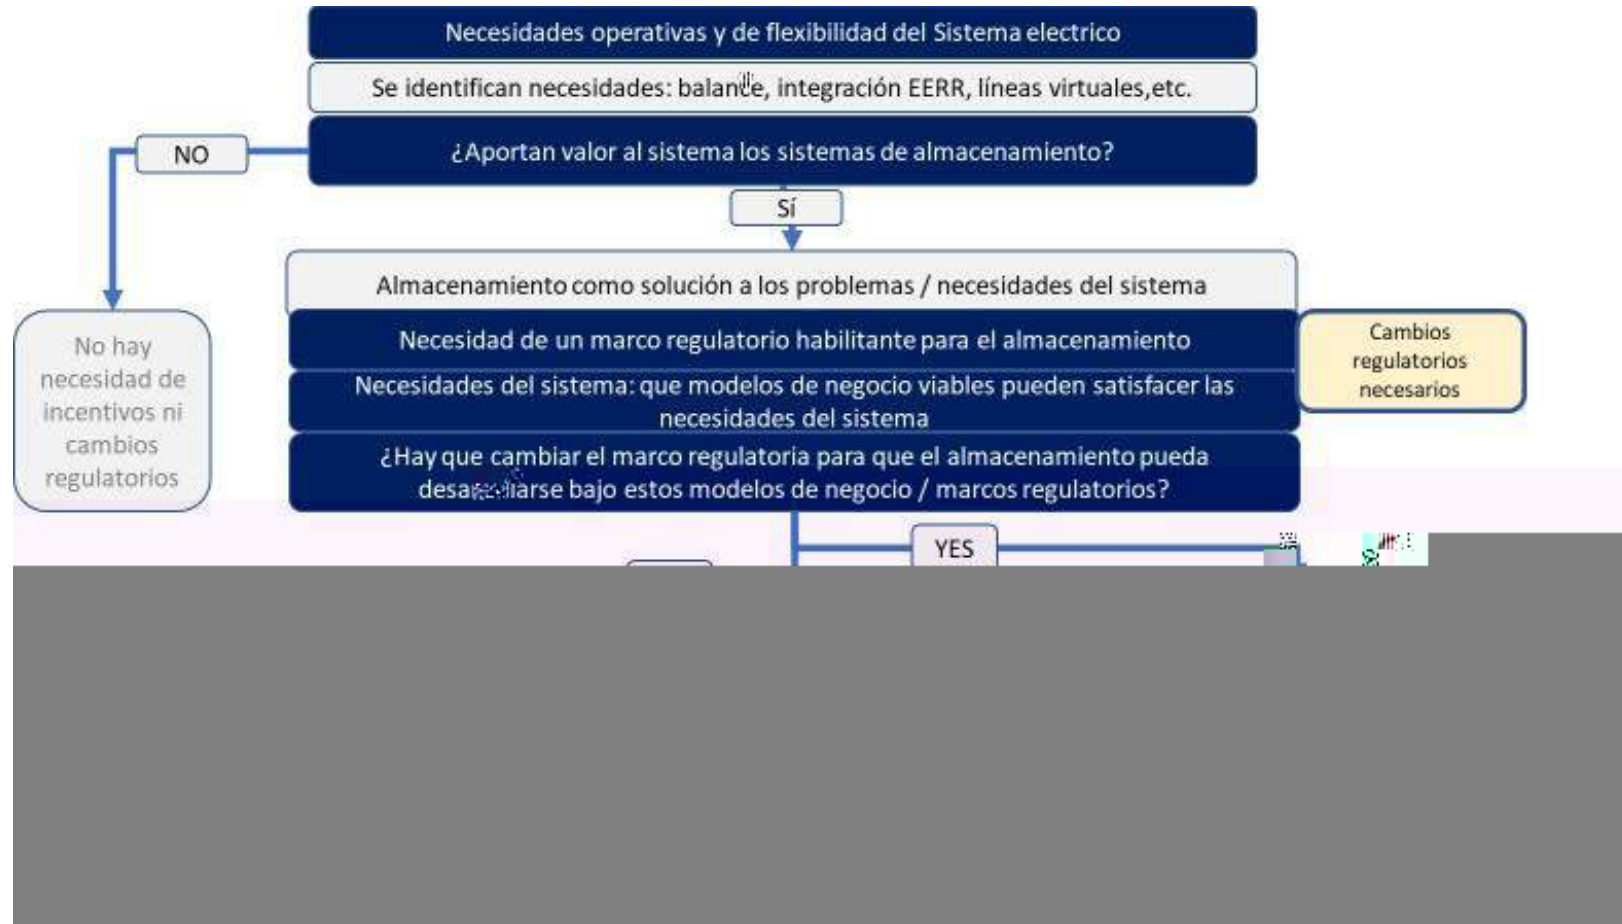 Necesidades operativas y de flexibilidad del Sistema electrico
Se identifican necesidades: balance, integración EERR, líneas virtuales,etc.
¿Aportan valor al sistema los sistemas de almacenamiento?
NO
Sí
Almacenamiento como solución a los problemas / necesidades del sistema
Necesidad de un marco regulatorio habilitante para el almacenamiento
Necesidades del sistema: que modelos de negocio viables pueden satisfacer las
necesidades del sistema
¿Hay que cambiar el marco regulatoria para que el almacenamiento pueda
desarrollarse bajo estos modelos de negocio / marcos regulatorios?
Cambios
regulatorios
necesarios
No hay
necesidad de
incentivos ni
cambios
regulatorios
YES